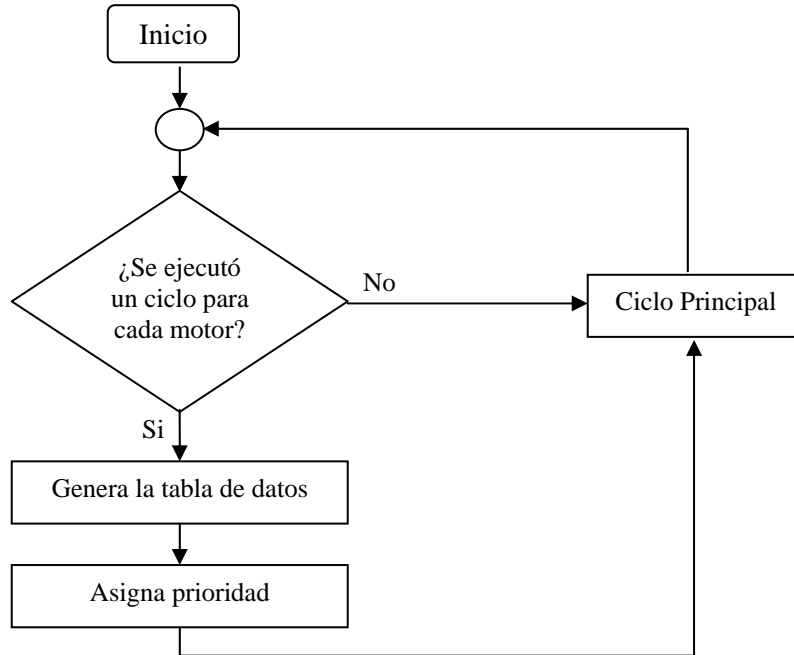 Inicio
¿Se ejecutó
un ciclo para
cada motor?
No
Ciclo Principal
Si
Genera la tabla de datos
Asigna prioridad